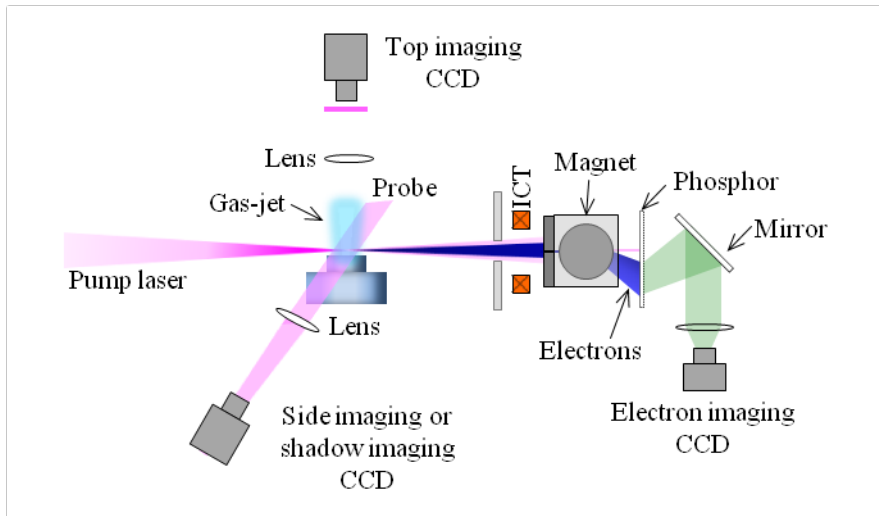 Top imaging
CCD
Lens
Probe
Gas-jet
ICT
Magnet
Phosphor
Mirror
Pump laser
Lens
Electrons
Side imaging or
shadow imaging
CCD
Electron imaging
CCD